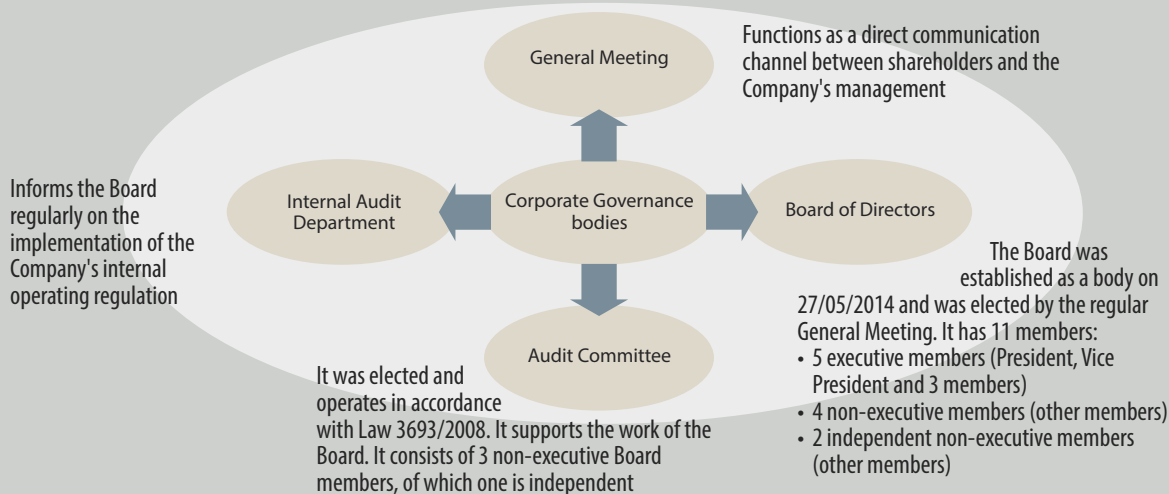 General Meeting
Functions as a direct communication
channel between shareholders and the
Company's management
Informs the Board
regularly on the
implementation of the
Company's internal
operating regulation
Internal Audit
Department
Corporate Governance
bodies
Board of Directors
The Board was
established as a body on
27/05/2014 and was elected by the regular
General Meeting. It has 11 members:
• 5 executive members (President, Vice
President and 3 members)
• 4 non-executive members (other members)
• 2 independent non-executive members
(other members)
Audit Committee
It was elected and
operates in accordance
with Law 3693/2008. It supports the work of the
Board. It consists of 3 non-executive Board
members, of which one is independent